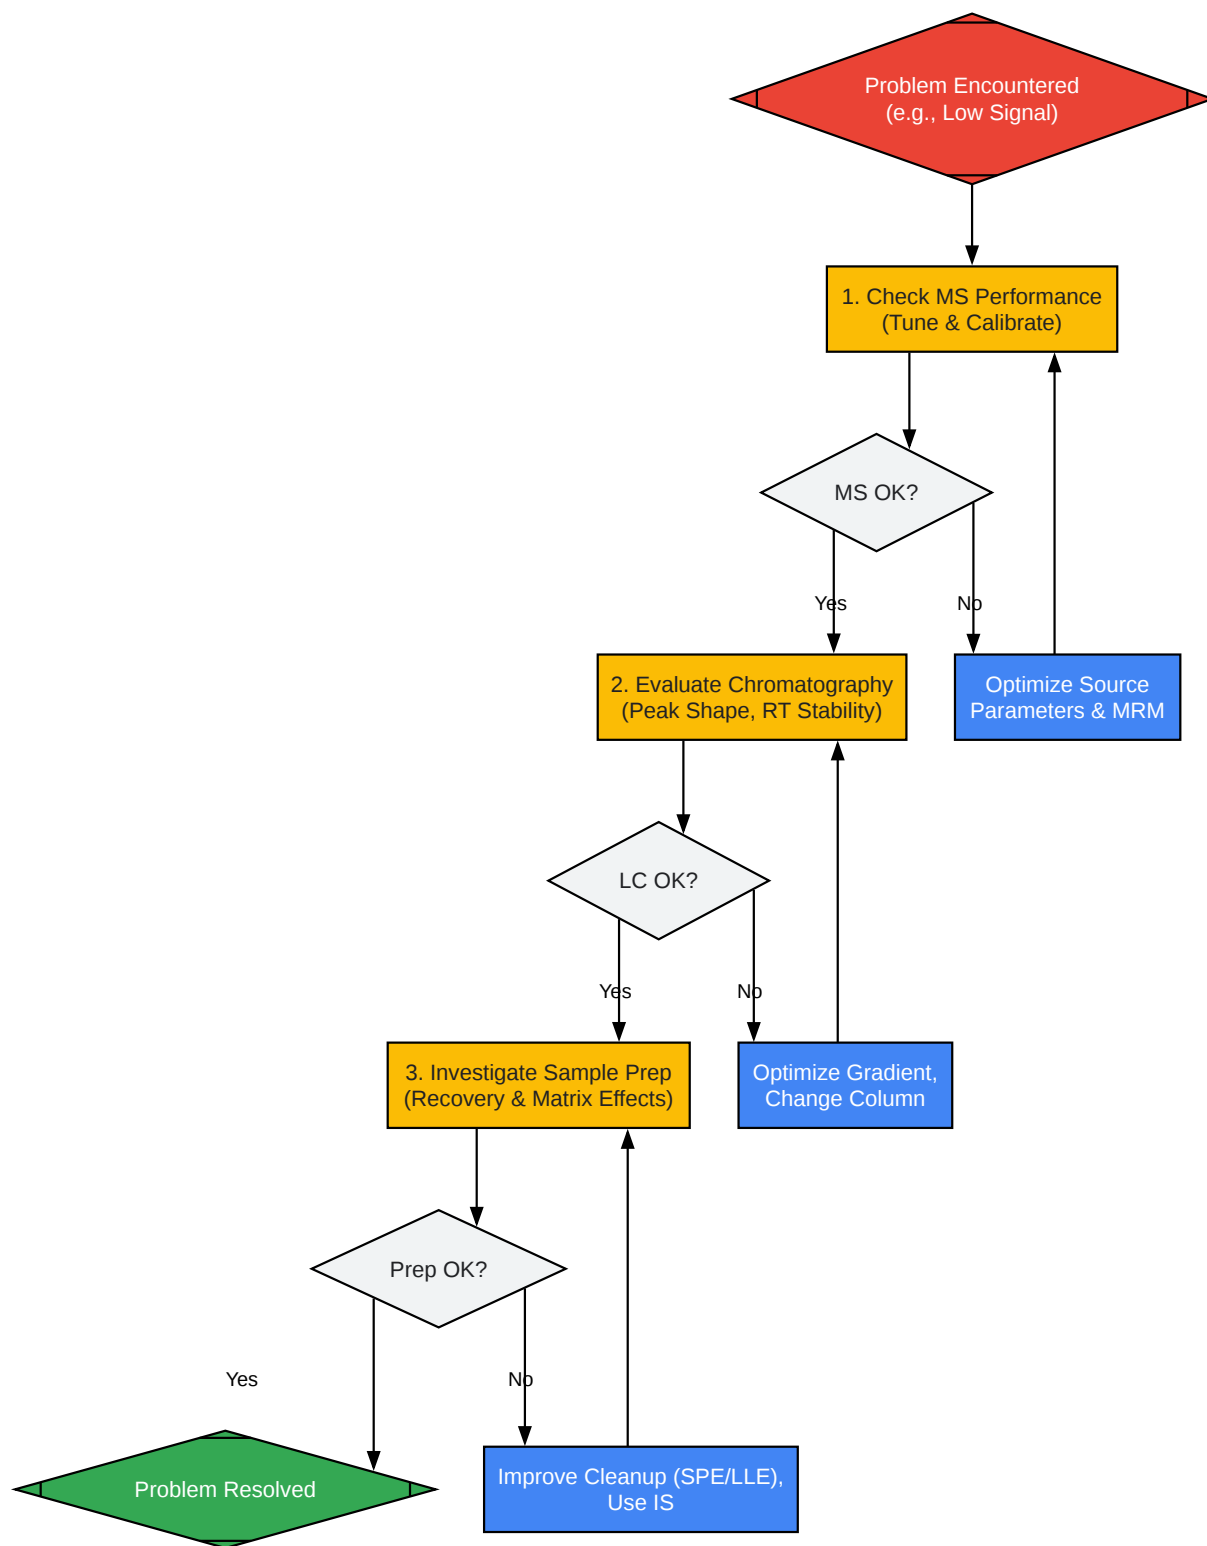 Problem Encountered
(e.g., Low Signal)
1. Check MS Performance
(Tune & Calibrate)
MS OK?
Yes
No
2. Evaluate Chromatography
(Peak Shape, RT Stability)
Optimize Source
Parameters & MRM
LC OK?
Yes
No
3. Investigate Sample Prep
(Recovery & Matrix Effects)
Optimize Gradient,
Change Column
Prep OK?
Yes
No
Problem Resolved
Improve Cleanup (SPE/LLE),
Use IS